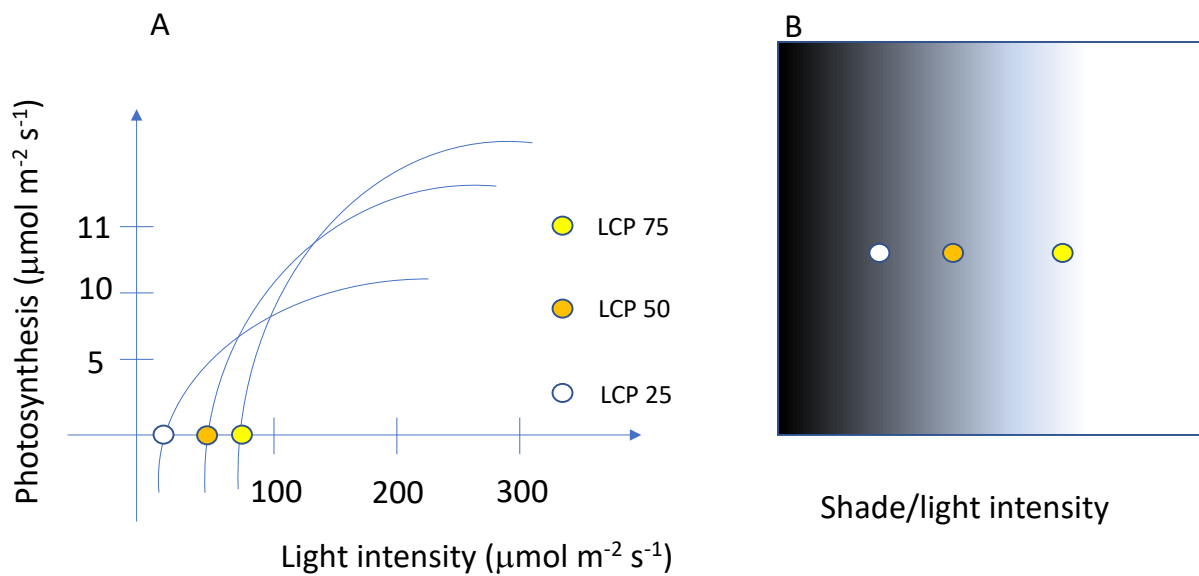 A
B
Photosynthesis (μmol m-2 s-1)
11
10
5
LCP 75
LCP 50
LCP 25
100
200
300
Light intensity (μmol m-2 s-1)
Shade/light intensity